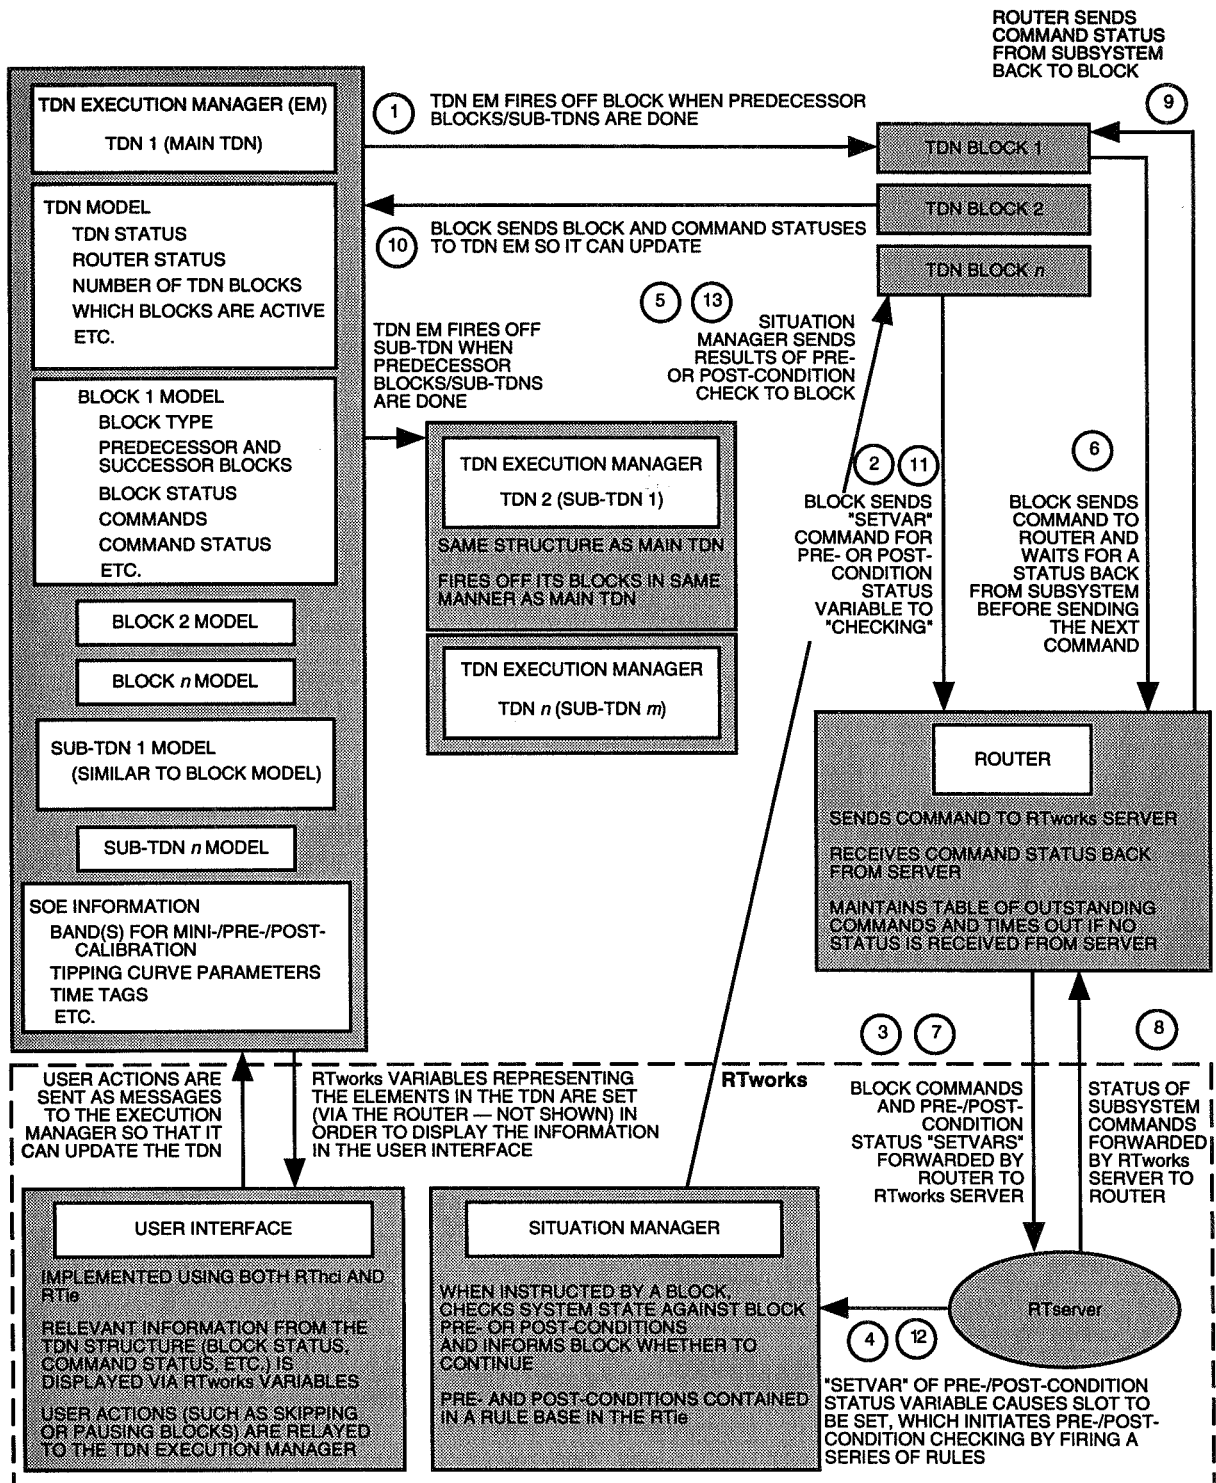 ROUTER SENDS
COMMAND STATUS
FROM SUBSYSTEM
BACK TO BLOCK
9
TDN EXECUTION MANAGER (EM)
TDN 1 (MAIN TDN)
1
TDN EM FIRES OFF BLOCK WHEN PREDECESSOR
BLOCKS/SUB-TDNS ARE DONE
TDN BLOCK 1
TDN BLOCK 2
TDN BLOCK n
TDN MODEL
TDN STATUS
ROUTER STATUS
NUMBER OF TDN BLOCKS
WHICH BLOCKS ARE ACTIVE
ETC.
10
BLOCK SENDS BLOCK AND COMMAND STATUSES
TO TDN EM SO IT CAN UPDATE
5
13
SITUATION
MANAGER SENDS
RESULTS OF PRE-
OR POST-CONDITION
CHECK TO BLOCK
TDN EM FIRES OFF
SUB-TDN WHEN
PREDECESSOR
BLOCKS/SUB-TDNS
ARE DONE
BLOCK 1 MODEL
BLOCK TYPE
PREDECESSOR AND
SUCCESSOR BLOCKS
BLOCK STATUS
COMMANDS
COMMAND STATUS
ETC.
TDN EXECUTION MANAGER
TDN 2 (SUB-TDN 1)
SAME STRUCTURE AS MAIN TDN
FIRES OFF ITS BLOCKS IN SAME
MANNER AS MAIN TDN
2
11
BLOCK SENDS
"SETVAR"
COMMAND FOR
PRE- OR POST-
CONDITION
STATUS
VARIABLE TO
"CHECKING"
6
BLOCK SENDS
COMMAND TO
ROUTER AND
WAITS FOR A
STATUS BACK
FROM SUBSYSTEM
BEFORE SENDING
THE NEXT
COMMAND
BLOCK 2 MODEL
BLOCK n MODEL
TDN EXECUTION MANAGER
TDN n (SUB-TDN m)
SUB-TDN 1 MODEL
(SIMILAR TO BLOCK MODEL)
SUB-TDN n MODEL
ROUTER
SENDS COMMAND TO RTworks SERVER
RECEIVES COMMAND STATUS BACK
FROM SERVER
MAINTAINS TABLE OF OUTSTANDING
COMMANDS AND TIMES OUT IF NO
STATUS IS RECEIVED FROM SERVER
SOE INFORMATION
BAND(S) FOR MINI-/PRE-/POST-
CALIBRATION
TIPPING CURVE PARAMETERS
TIME TAGS
ETC.
3
7
8
USER ACTIONS ARE
SENT AS MESSAGES
TO THE EXECUTION
MANAGER SO THAT IT
CAN UPDATE THE TDN
RTworks VARIABLES REPRESENTING
THE ELEMENTS IN THE TDN ARE SET
(VIA THE ROUTER — NOT SHOWN) IN
ORDER TO DISPLAY THE INFORMATION
IN THE USER INTERFACE
RTworks
BLOCK COMMANDS
AND PRE-/POST-
CONDITION
STATUS "SETVARS"
FORWARDED BY
ROUTER TO
RTworks SERVER
STATUS OF
SUBSYSTEM
COMMANDS
FORWARDED
BY RTworks
SERVER TO
ROUTER
USER INTERFACE
IMPLEMENTED USING BOTH RThci AND
RTie
RELEVANT INFORMATION FROM THE
TDN STRUCTURE (BLOCK STATUS,
COMMAND STATUS, ETC.) IS
DISPLAYED VIA RTworks VARIABLES
USER ACTIONS (SUCH AS SKIPPING
OR PAUSING BLOCKS) ARE RELAYED
TO THE TDN EXECUTION MANAGER
SITUATION MANAGER
WHEN INSTRUCTED BY A BLOCK,
CHECKS SYSTEM STATE AGAINST BLOCK
PRE- OR POST-CONDITIONS
AND INFORMS BLOCK WHETHER TO
CONTINUE
PRE- AND POST-CONDITIONS CONTAINED
IN A RULE BASE IN THE RTie
RTserver
4
12
"SETVAR" OF PRE-/POST-CONDITION
STATUS VARIABLE CAUSES SLOT TO
BE SET, WHICH INITIATES PRE-/POST-
CONDITION CHECKING BY FIRING A
SERIES OF RULES